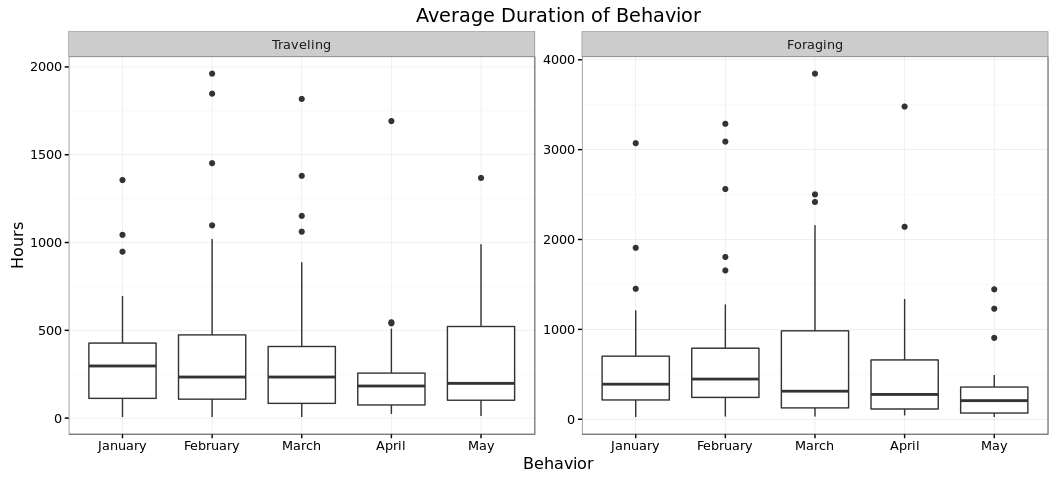 Average Duration of Behavior
Traveling
Foraging
2000
1500
1000
500
0
4000
3000
2000
1000
0
January February March April May
January February March April May
Hours
Behavior